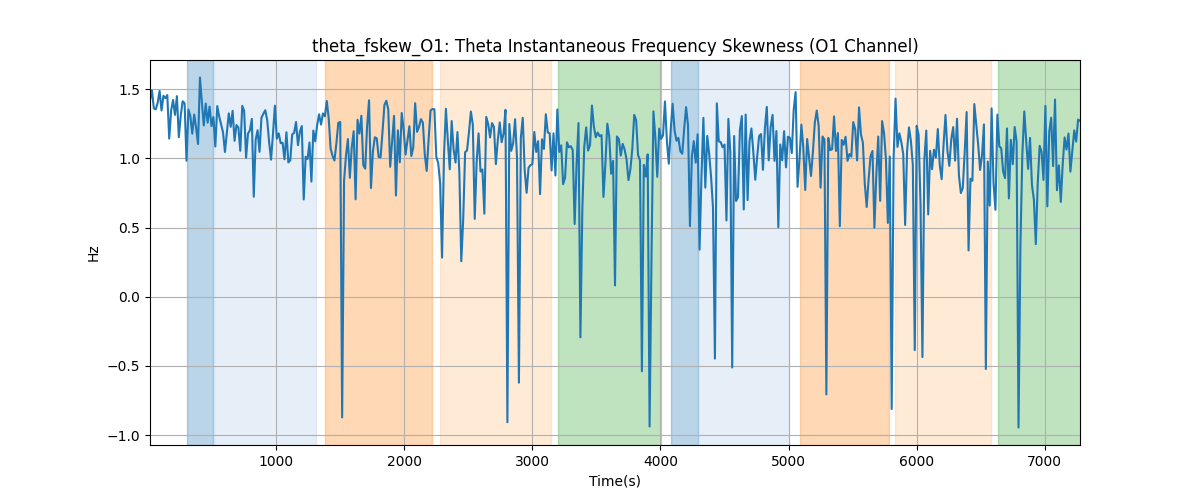 theta_fskew_O1: Theta Instantaneous Frequency Skewness (O1 Channel)
Hz
1.5
1.0
0.5
0.0
−0.5
−1.0
1000 2000 3000 4000 5000 6000 7000
Time(s)